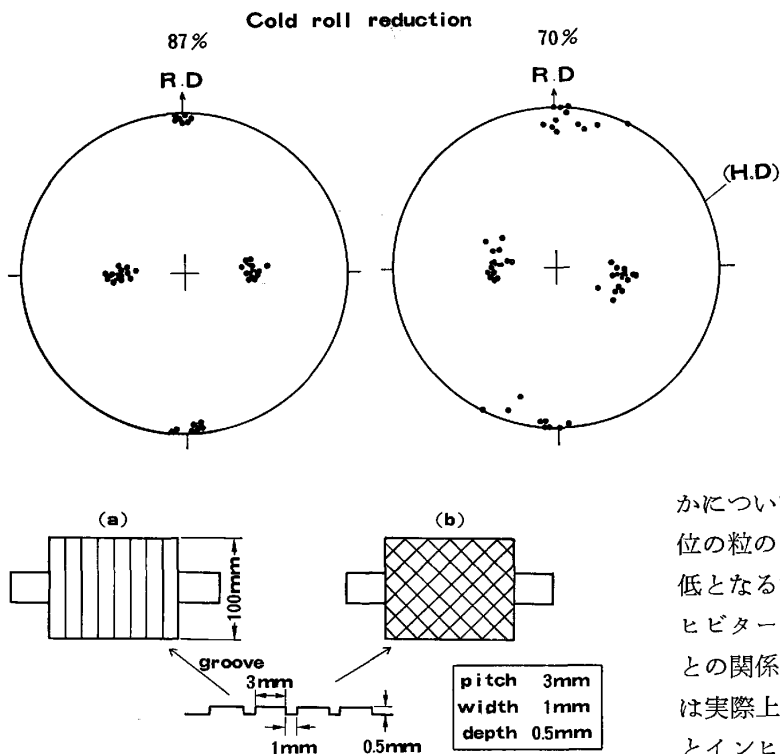 Cold roll reduction
87%
70%
R.D
R.D
(H.D)
(a)
(b)
100mm
groove
3mm
1mm
0.5mm
pitch 3mm
width 1mm
depth 0.5mm
かについ
位の粒の
低となる
ヒビター
との関係
は実際上
とインヒ